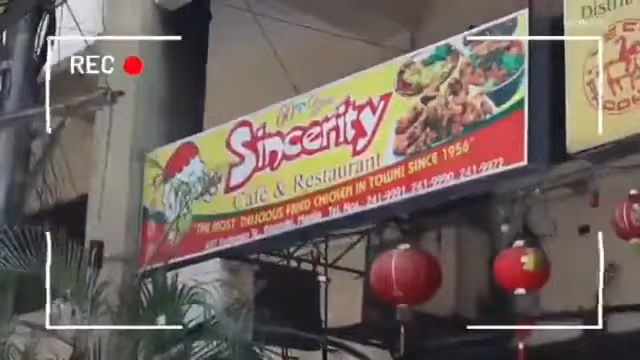 REC
Sincerity
Café & Restaurant
"THE MOST DELICIOUS FRIED CHICKEN IN TOWN! SINCE 1956"
Manila, Tel. Nos. 241-9991, 241-9990, 241-9972